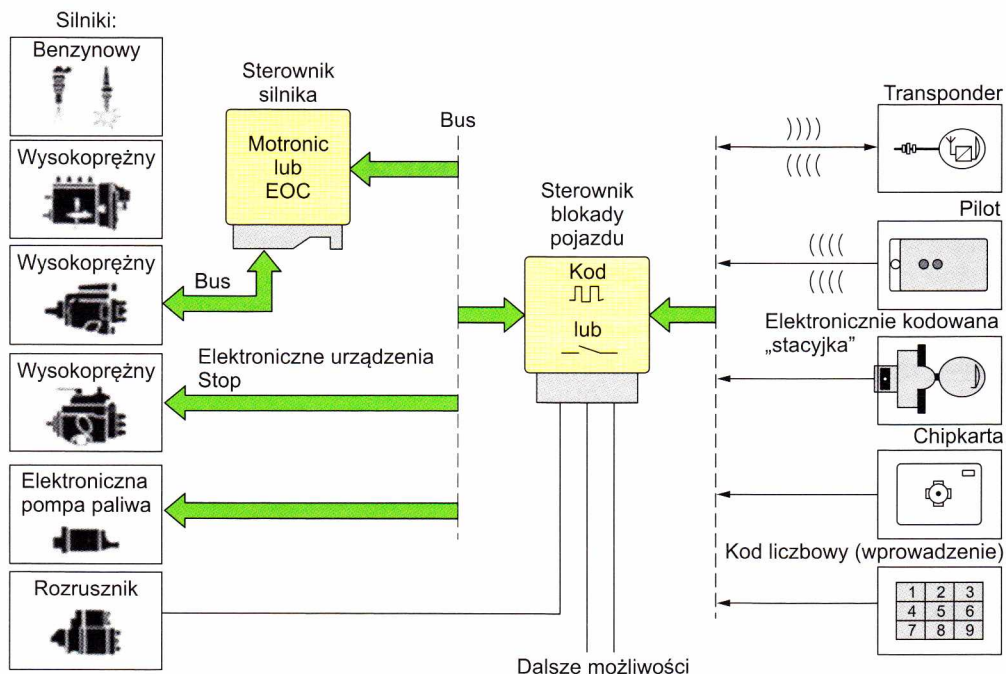 Silniki:
Benzynowy
Wysokoprężny
Wysokoprężny
Wysokoprężny
Elektroniczna
pompa paliwa
Rozrusznik
Sterownik
silnika
Motronic
lub
EOC
Bus
Bus
Elektroniczne urządzenia
Stop
Sterownik
blokady
pojazdu
Kod
lub
Dalsze możliwości
Transponder
Pilot
Elektronicznie kodowana
„stacyjka”
Chipkarta
Kod liczbowy (wprowadzenie)
1 2 3
4 5 6
7 8 9